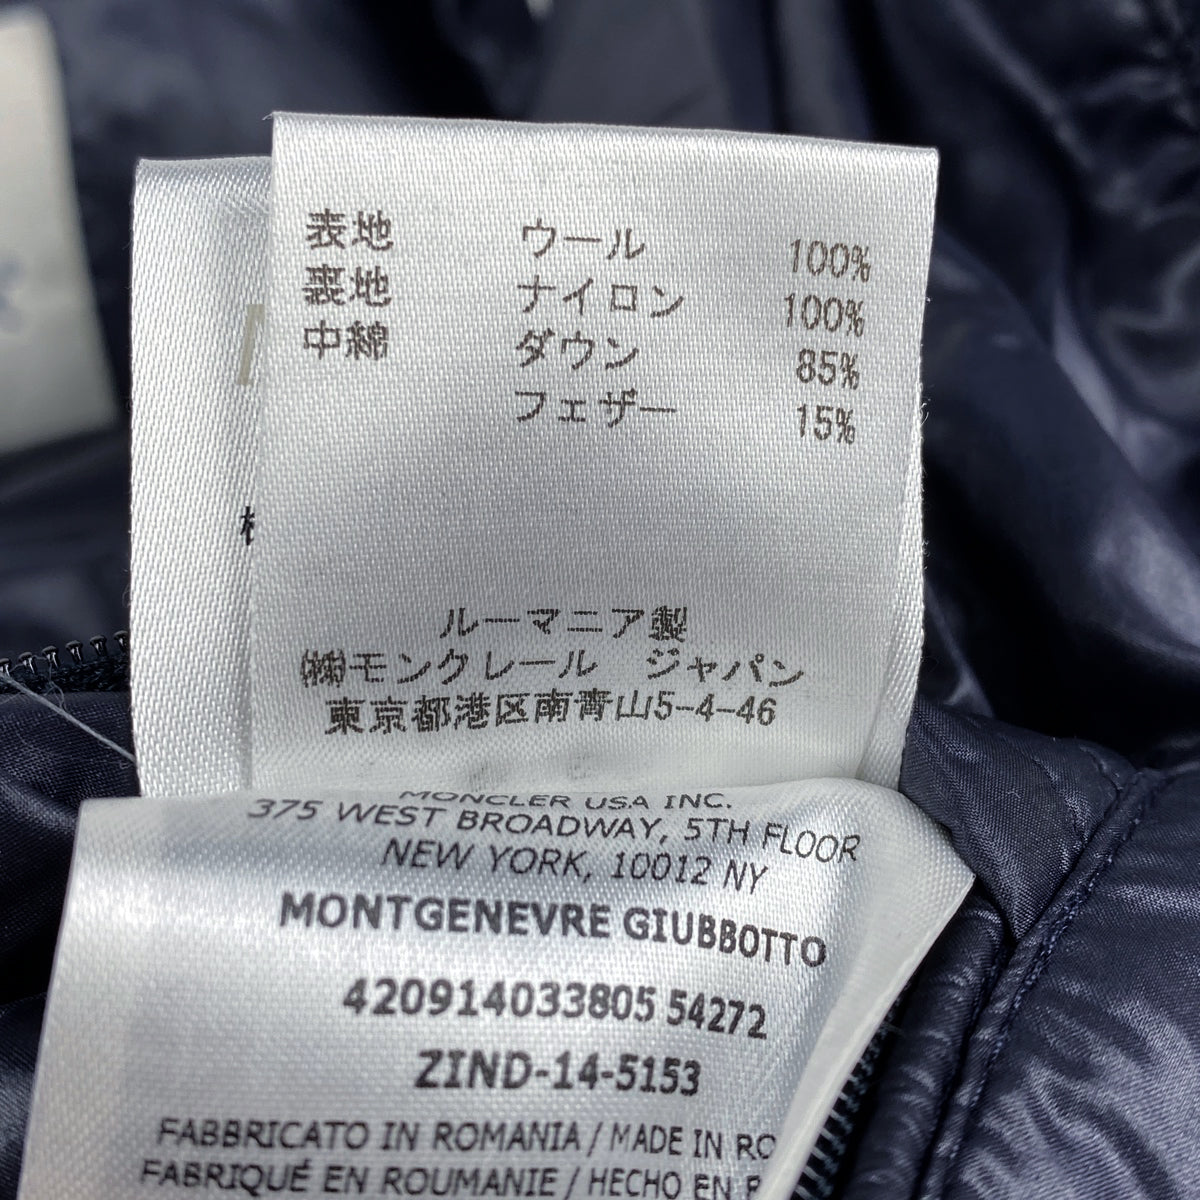 表地 ウール 100%
裏地 ナイロン 100%
中綿 ダウン 85%
フェザー 15%
ルーマニア製
㈱モンクレール ジャパン
東京都港区南青山5-4-46
MONCLER USA INC.
375 WEST BROADWAY, 5TH FLOOR
NEW YORK, 10012 NY
MONTGENEVRE GIUBBOTTO
420914033805 54272
ZIND-14-5153
FABBRICATO IN ROMANIA / MADE IN RO
FABRIQUÉ EN ROUMANIE / HECHO EN